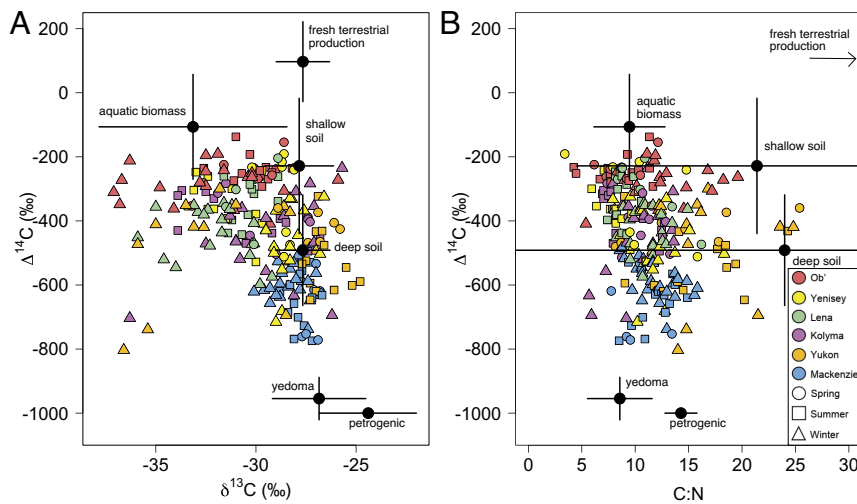 A
200
0
-200
-400
-600
-800
-1000
Δ14C (‰)
-35
-30
-25
δ13C (‰)
fresh terrestrial
production
aquatic biomass
shallow
soil
deep soil
yedoma
petrogenic
B
200
0
-200
-400
-600
-800
-1000
Δ14C (‰)
0
5
10
15
20
25
30
C:N
fresh terrestrial
production
aquatic
biomass
shallow soil
deep soil
yedoma
petrogenic
Ob'
Yenisey
Lena
Kolyma
Yukon
Mackenzie
Spring
Summer
Winter